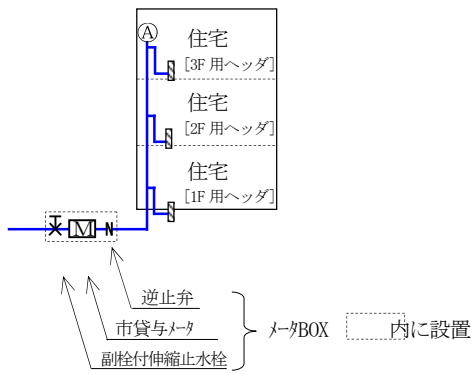 A
住宅
[3F 用ヘッダ]
住宅
[2F 用ヘッダ]
住宅
[1F 用ヘッダ]
M
逆止弁
市貸与メータ
副栓付伸縮止水栓
メータBOX 内に設置